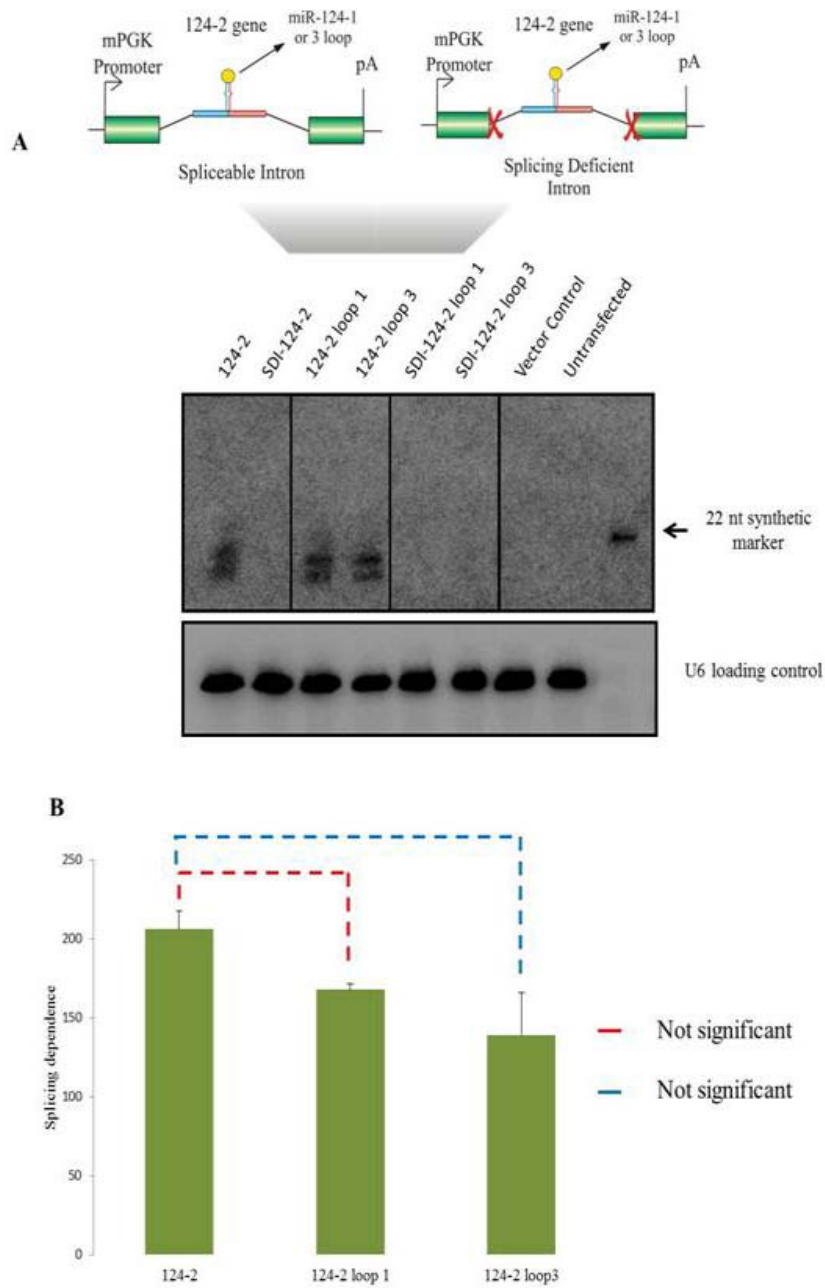 124-2 gene
miR-124-1
or 3 loop
mPGK
Promoter
pA
Spliceable Intron
124-2 gene
miR-124-1
or 3 loop
mPGK
Promoter
pA
Splicing Deficient
Intron
A
124-2
SDI-124-2
124-2 loop 1
124-2 loop 3
SDI-124-2 loop 1
SDI-124-2 loop 3
Vector Control
Untransfected
22 nt synthetic
marker
U6 loading control
B
250
200
150
100
50
0
Splicing dependence
124-2
124-2 loop 1
124-2 loop3
Not significant
Not significant